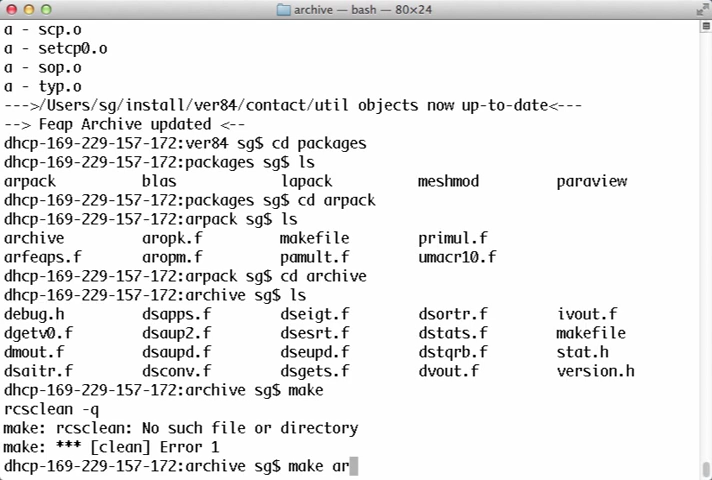 archive — bash — 80×24
a - scp.o
a - setcp0.o
a - sop.o
a - typ.o
--->/Users/sg/install/ver84/contact/util objects now up-to-date<---
--> Feap Archive updated <--
dhcp-169-229-157-172:ver84 sg$ cd packages
dhcp-169-229-157-172:packages sg$ ls
arpack blas lapack meshmod paraview
dhcp-169-229-157-172:packages sg$ cd arpack
dhcp-169-229-157-172:arpack sg$ ls
archive aropk.f makefile primul.f
arfeaps.f aropm.f pamult.f umacr10.f
dhcp-169-229-157-172:arpack sg$ cd archive
dhcp-169-229-157-172:archive sg$ ls
debug.h dsapps.f dseigt.f dsortr.f ivout.f
dgetv0.f dsaup2.f dsesrt.f dstats.f makefile
dmout.f dsaupd.f dseupd.f dstqrb.f stat.h
dsaitr.f dsconv.f dsgets.f dvout.f version.h
dhcp-169-229-157-172:archive sg$ make
rcsclean -q
make: rcsclean: No such file or directory
make: *** [clean] Error 1
dhcp-169-229-157-172:archive sg$ make ar